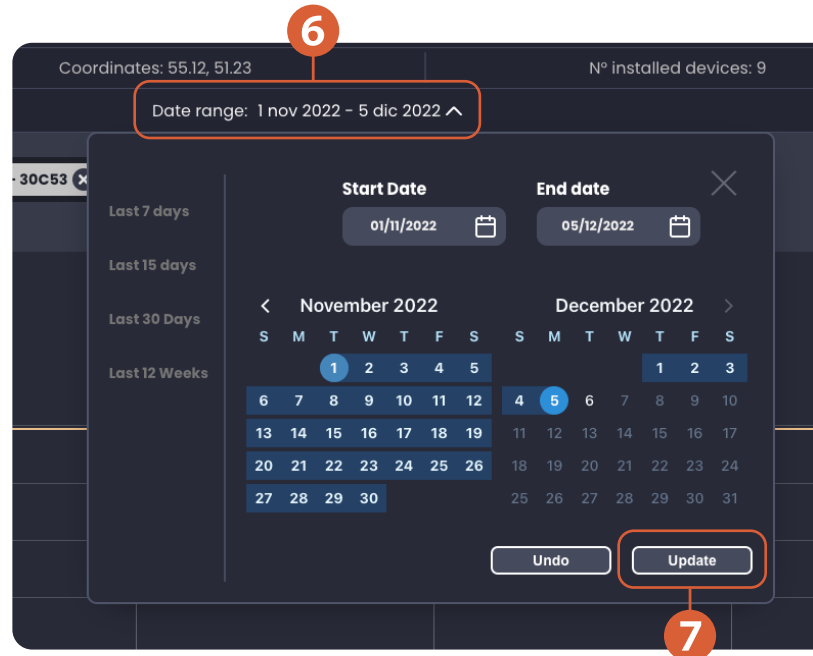 6
Coordinates: 55.12, 51.23
Nº installed devices: 9
Date range: 1 nov 2022 - 5 dic 2022
- 30C53
Last 7 days
Last 15 days
Last 30 Days
Last 12 Weeks
Start Date
End date
01/11/2022
05/12/2022
November 2022
S M T W T F S
1 2 3 4 5
6 7 8 9 10 11 12
13 14 15 16 17 18 19
20 21 22 23 24 25 26
27 28 29 30
December 2022
S M T W T F S
1 2 3
4 5 6 7 8 9 10
11 12 13 14 15 16 17
18 19 20 21 22 23 24
25 26 27 28 29 30 31
Undo
Update
7